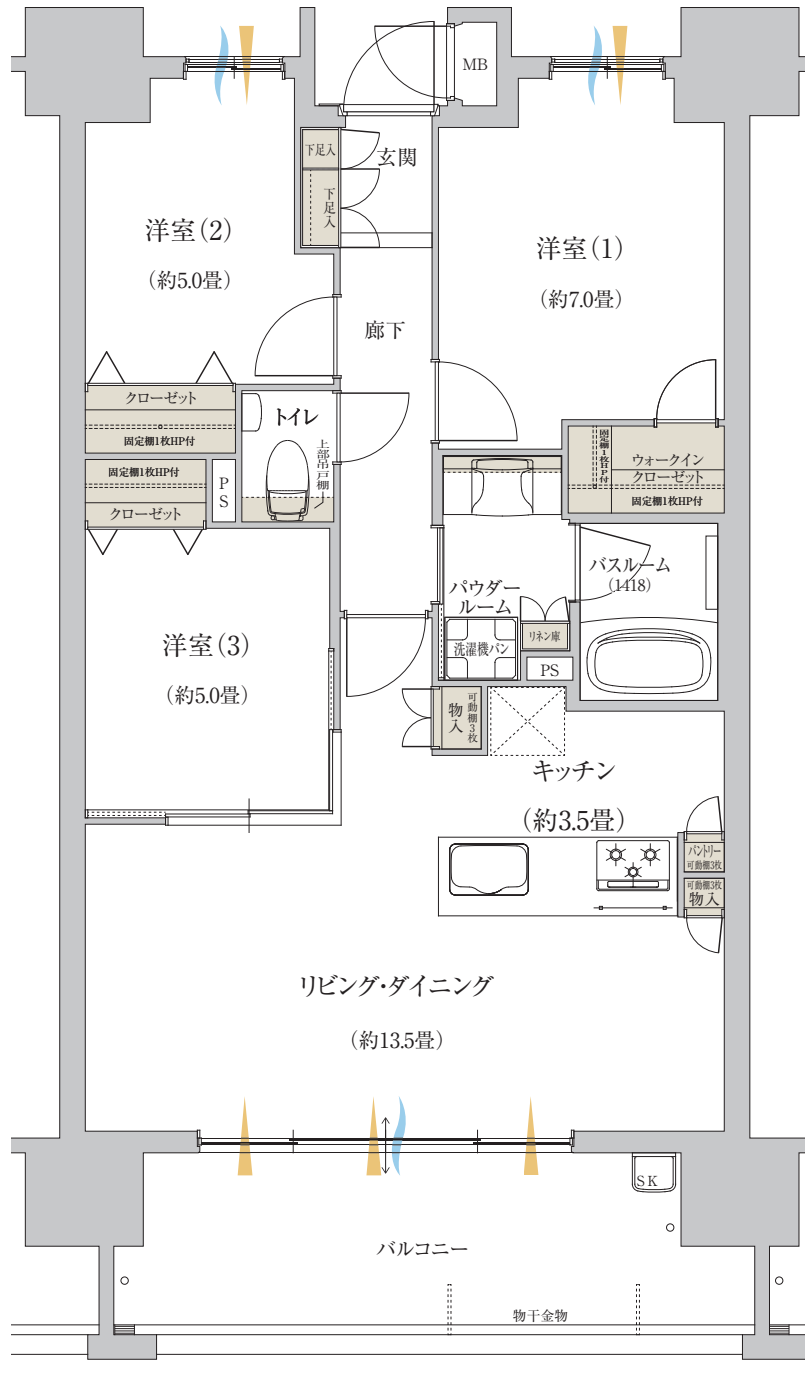 MB
下足入
玄関
下足入
洋室(2)
(約5.0畳)
洋室(1)
(約7.0畳)
廊下
クローゼット
固定棚1枚HP付
トイレ
上部吊戸棚
固定棚1枚HP付
クローゼット
PS
固定棚1枚HP付
ウォークイン
クローゼット
固定棚1枚HP付
バスルーム
(1418)
パウダー
ルーム
リネン庫
洗濯機パン
PS
洋室(3)
(約5.0畳)
物入
可動棚3枚
キッチン
(約3.5畳)
パントリー
可動棚3枚
可動棚3枚
物入
リビング・ダイニング
(約13.5畳)
SK
バルコニー
物干金物